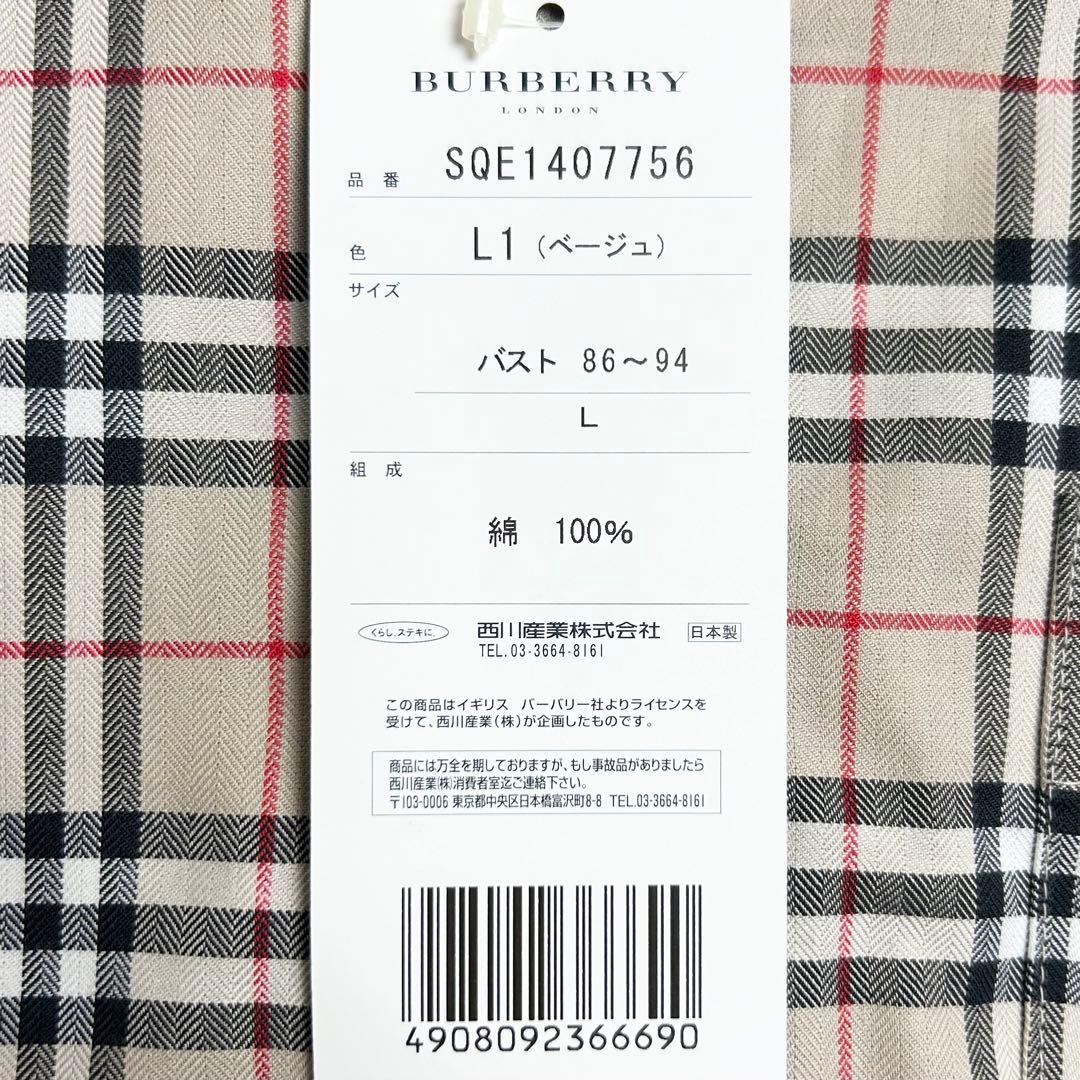 BURBERRY
LONDON
品 番 SQE1407756
色 L1 (ベージュ)
サイズ
バスト 86～94
L
組 成
綿 100%
くらし、ステキに。 西川産業株式会社 日本製
TEL.03-3664-8161
この商品はイギリス バーバリー社よりライセンスを
受けて、西川産業(株)が企画したものです。
商品には万全を期しておりますが、もし事故品がありましたら
西川産業㈱消費者室迄ご連絡下さい。
〒103-0006 東京都中央区日本橋富沢町8-8 TEL.03-3664-8161
4908092366690